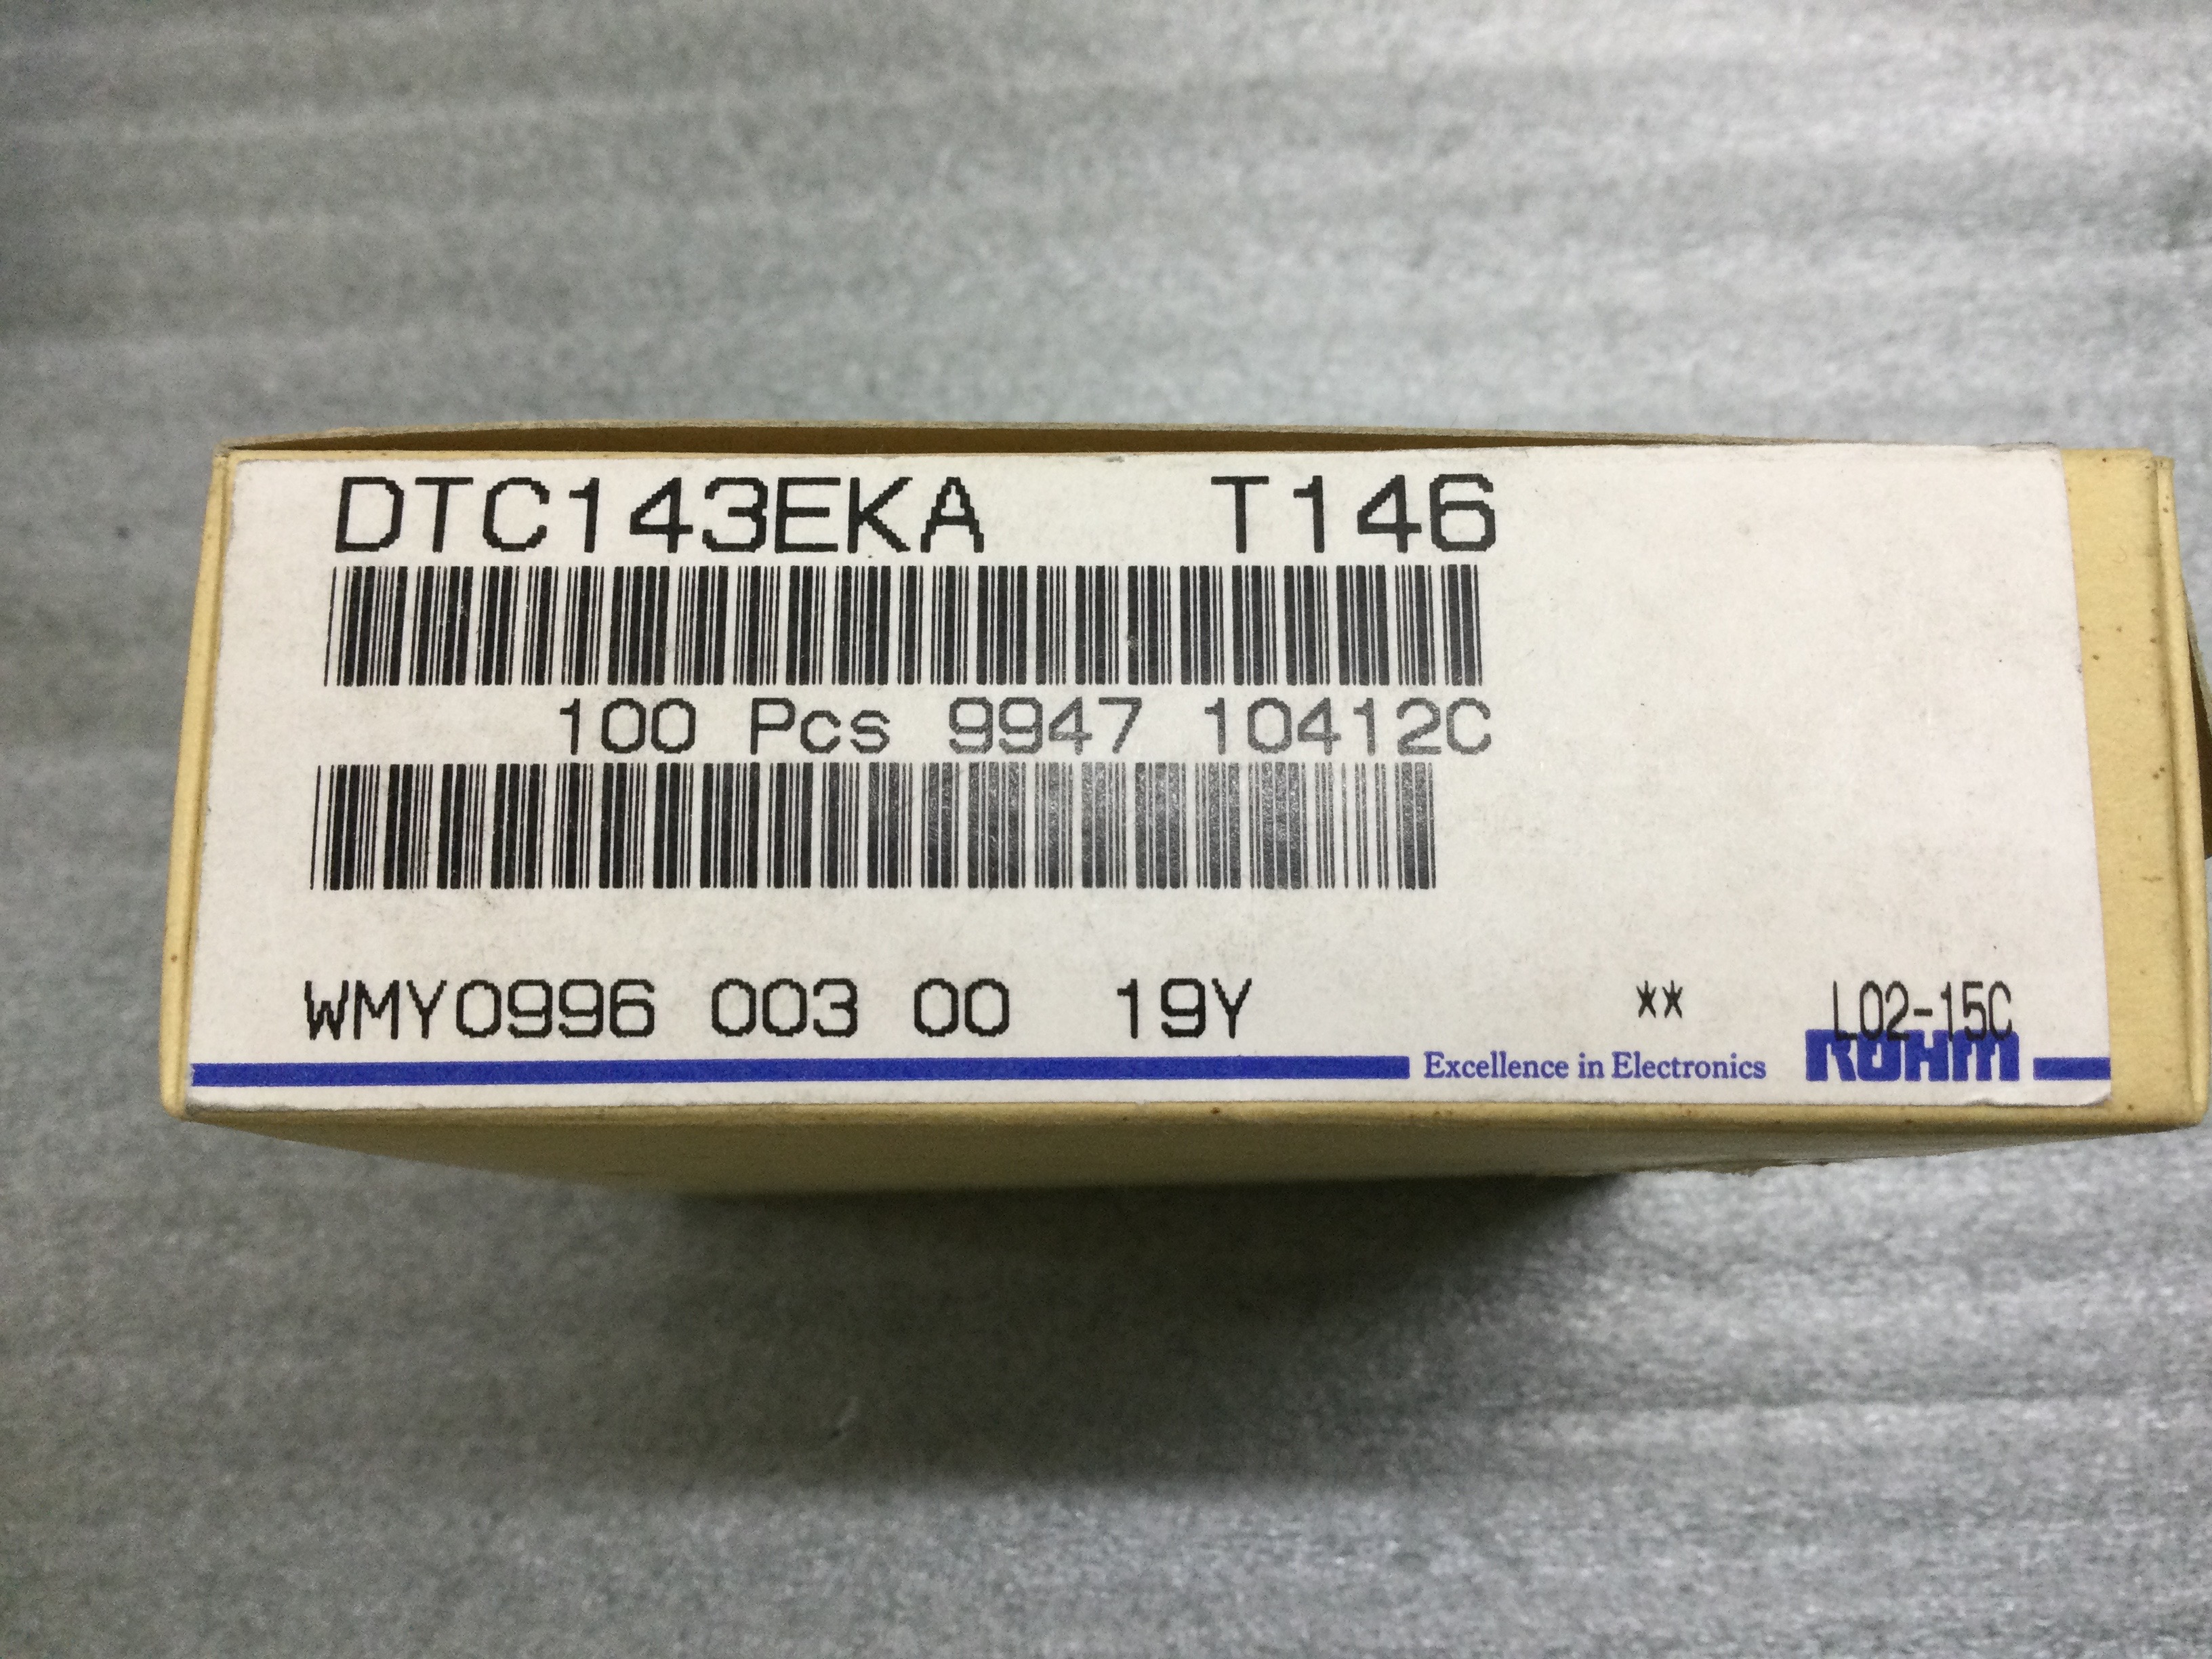 DTC143EKA T146
100 Pcs 9947 10412C
WMY0996 003 00 19Y ** L02-15C
Excellence in Electronics ROHM